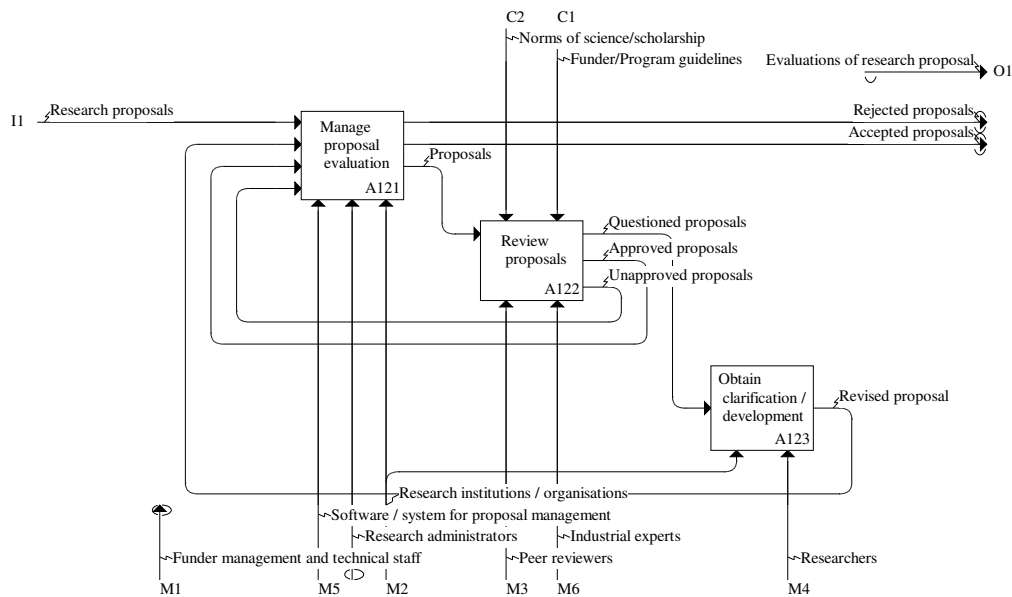 C2 C1
Norms of science/scholarship
Funder/Program guidelines
Evaluations of research proposal
O1
I1
Research proposals
Rejected proposals
Accepted proposals
Manage
proposal
evaluation
A121
Proposals
Review
proposals
A122
Questioned proposals
Approved proposals
Unapproved proposals
Obtain
clarification /
development
A123
Revised proposal
Research institutions / organisations
Software / system for proposal management
Research administrators
Industrial experts
Funder management and technical staff
Peer reviewers
Researchers
M1 M5 M2 M3 M6 M4